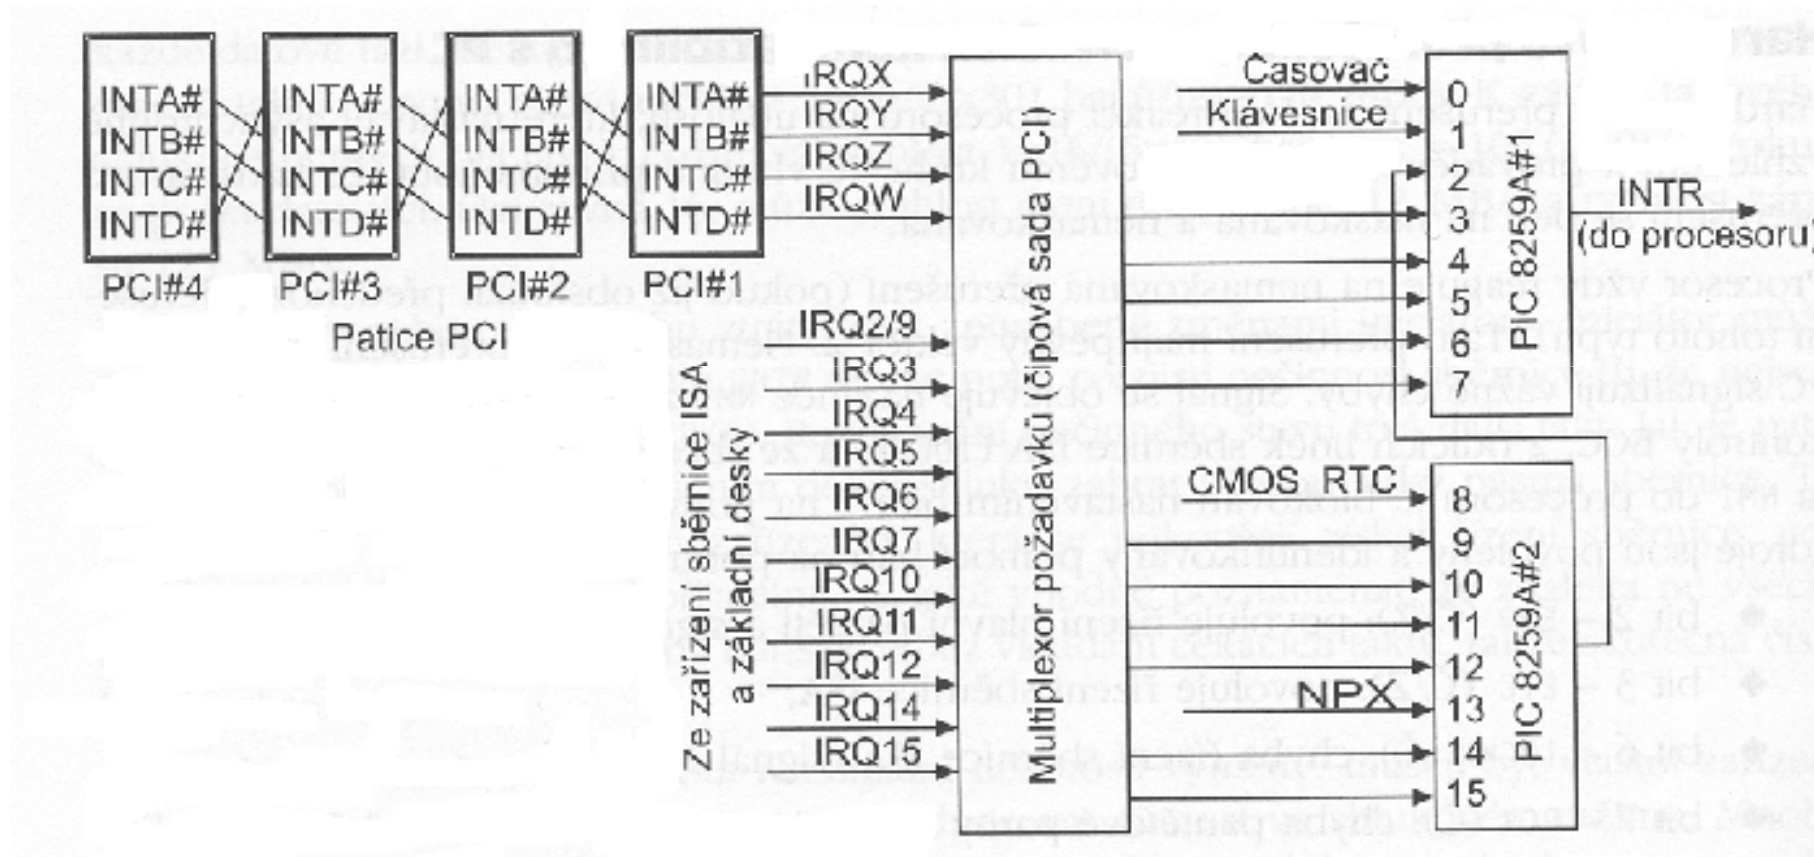 INTA#
INTB#
INTC#
INTD#
PCI#4
INTA#
INTB#
INTC#
INTD#
PCI#3
INTA#
INTB#
INTC#
INTD#
PCI#2
INTA#
INTB#
INTC#
INTD#
PCI#1
Patice PCI
IRQX
IRQY
IRQZ
IRQW
Ze zařízení sběrnice ISA
a základní desky
IRQ2/9
IRQ3
IRQ4
IRQ5
IRQ6
IRQ7
IRQ10
IRQ11
IRQ12
IRQ14
IRQ15
Multiplexor požadavků (čipová sada PCI)
Časovač
Klávesnice
0
1
2
3
4
5
6
7
PIC 8259A#1
INTR
(do procesoru)
CMOS RTC
NPX
8
9
10
11
12
13
14
15
PIC 8259A#2